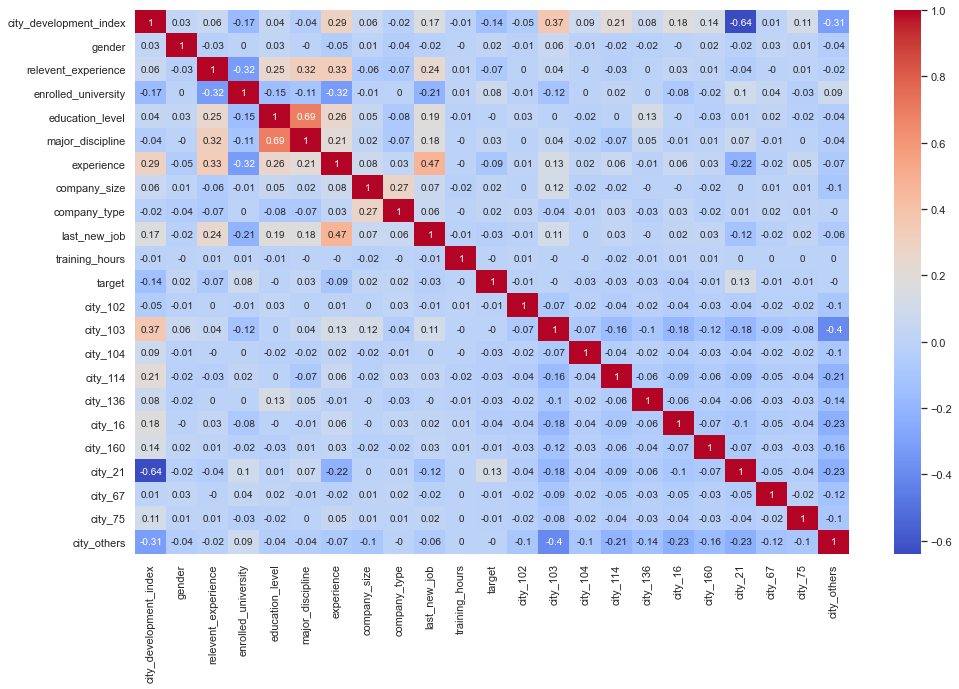 city_development_index 1 0.03 0.06 -0.17 0.04 -0.04 0.29 0.06 -0.02 0.17 -0.01 -0.14 -0.05 0.37 0.09 0.21 0.08 0.18 0.14 -0.64 0.01 0.11 -0.31
gender 0.03 1 -0.03 0 0.03 -0 -0.05 0.01 -0.04 -0.02 -0 0.02 -0.01 0.06 -0.01 -0.02 -0.02 -0 0.02 -0.02 0.03 0.01 -0.04
relevent_experience 0.06 -0.03 1 -0.32 0.25 0.32 0.33 -0.06 -0.07 0.24 0.01 -0.07 0 0.04 -0 -0.03 0 0.03 0.01 -0.04 -0 0.01 -0.02
enrolled_university -0.17 0 -0.32 1 -0.15 -0.11 -0.32 -0.01 0 -0.21 0.01 0.08 -0.01 -0.12 0 0.02 0 -0.08 -0.02 0.1 0.04 -0.03 0.09
education_level 0.04 0.03 0.25 -0.15 1 0.69 0.26 0.05 -0.08 0.19 -0.01 -0 0.03 0 -0.02 0 0.13 -0 -0.03 0.01 0.02 -0.02 -0.04
major_discipline -0.04 -0 0.32 -0.11 0.69 1 0.21 0.02 -0.07 0.18 -0 0.03 0 0.04 -0.02 -0.07 0.05 -0.01 0.01 0.07 -0.01 0 -0.04
experience 0.29 -0.05 0.33 -0.32 0.26 0.21 1 0.08 0.03 0.47 -0 -0.09 0.01 0.13 0.02 0.06 -0.01 0.06 0.03 -0.22 -0.02 0.05 -0.07
company_size 0.06 0.01 -0.06 -0.01 0.05 0.02 0.08 1 0.27 0.07 -0.02 0.02 0 0.12 -0.02 -0.02 -0 -0 -0.02 0 0.01 0.01 -0.1
company_type -0.02 -0.04 -0.07 0 -0.08 -0.07 0.03 0.27 1 0.06 -0 0.02 0.03 -0.04 -0.01 0.03 -0.03 0.03 -0.02 0.01 0.02 0.01 -0
last_new_job 0.17 -0.02 0.24 -0.21 0.19 0.18 0.47 0.07 0.06 1 -0.01 -0.03 -0.01 0.11 0 0.03 -0 0.02 0.03 -0.12 -0.02 0.02 -0.06
training_hours -0.01 -0 0.01 0.01 -0.01 -0 -0 -0.02 -0 -0.01 1 -0 0.01 -0 -0 -0.02 -0.01 0.01 0.01 0 0 0 0
target -0.14 0.02 -0.07 0.08 -0 0.03 -0.09 0.02 0.02 -0.03 -0 1 -0.01 -0 -0.03 -0.03 -0.03 -0.04 -0.01 0.13 -0.01 -0.01 -0
city_102 -0.05 -0.01 0 -0.01 0.03 0 0.01 0 0.03 -0.01 0.01 -0.01 1 -0.07 -0.02 -0.04 -0.02 -0.04 -0.03 -0.04 -0.02 -0.02 -0.1
city_103 0.37 0.06 0.04 -0.12 0 0.04 0.13 0.12 -0.04 0.11 -0 -0 -0.07 1 -0.07 -0.16 -0.1 -0.18 -0.12 -0.18 -0.09 -0.08 -0.4
city_104 0.09 -0.01 -0 0 -0.02 -0.02 0.02 -0.02 -0.01 0 -0 -0.03 -0.02 -0.07 1 -0.04 -0.02 -0.04 -0.03 -0.04 -0.02 -0.02 -0.1
city_114 0.21 -0.02 -0.03 0.02 0 -0.07 0.06 -0.02 0.03 0.03 -0.02 -0.03 -0.04 -0.16 -0.04 1 -0.06 -0.09 -0.06 -0.09 -0.05 -0.04 -0.21
city_136 0.08 -0.02 0 0 0.13 0.05 -0.01 -0 -0.03 -0 -0.01 -0.03 -0.02 -0.1 -0.02 -0.06 1 -0.06 -0.04 -0.06 -0.03 -0.03 -0.14
city_16 0.18 -0 0.03 -0.08 -0 -0.01 0.06 -0 0.03 0.02 0.01 -0.04 -0.04 -0.18 -0.04 -0.09 -0.06 1 -0.07 -0.1 -0.05 -0.04 -0.23
city_160 0.14 0.02 0.01 -0.02 -0.03 0.01 0.03 -0.02 -0.02 0.03 0.01 -0.01 -0.03 -0.12 -0.03 -0.06 -0.04 -0.07 1 -0.07 -0.04 -0.03 -0.16
city_21 -0.64 -0.02 -0.04 0.1 0.01 0.07 -0.22 0 0.01 -0.12 0 0.13 -0.04 -0.18 -0.04 -0.09 -0.06 -0.1 -0.07 1 -0.05 -0.04 -0.23
city_67 0.01 0.03 -0 0.04 0.02 -0.01 -0.02 0.01 0.02 -0.02 0 -0.01 -0.02 -0.09 -0.02 -0.05 -0.03 -0.05 -0.03 -0.05 1 -0.02 -0.12
city_75 0.11 0.01 0.01 -0.03 -0.02 0 0.05 0.01 0.01 0.02 0 -0.01 -0.02 -0.08 -0.02 -0.04 -0.03 -0.04 -0.03 -0.04 -0.02 1 -0.1
city_others -0.31 -0.04 -0.02 0.09 -0.04 -0.04 -0.07 -0.1 -0 -0.06 0 -0 -0.1 -0.4 -0.1 -0.21 -0.14 -0.23 -0.16 -0.23 -0.12 -0.1 1
city_development_index
gender
relevent_experience
enrolled_university
education_level
major_discipline
experience
company_size
company_type
last_new_job
training_hours
target
city_102
city_103
city_104
city_114
city_136
city_16
city_160
city_21
city_67
city_75
city_others
1.0
0.8
0.6
0.4
0.2
0.0
-0.2
-0.4
-0.6